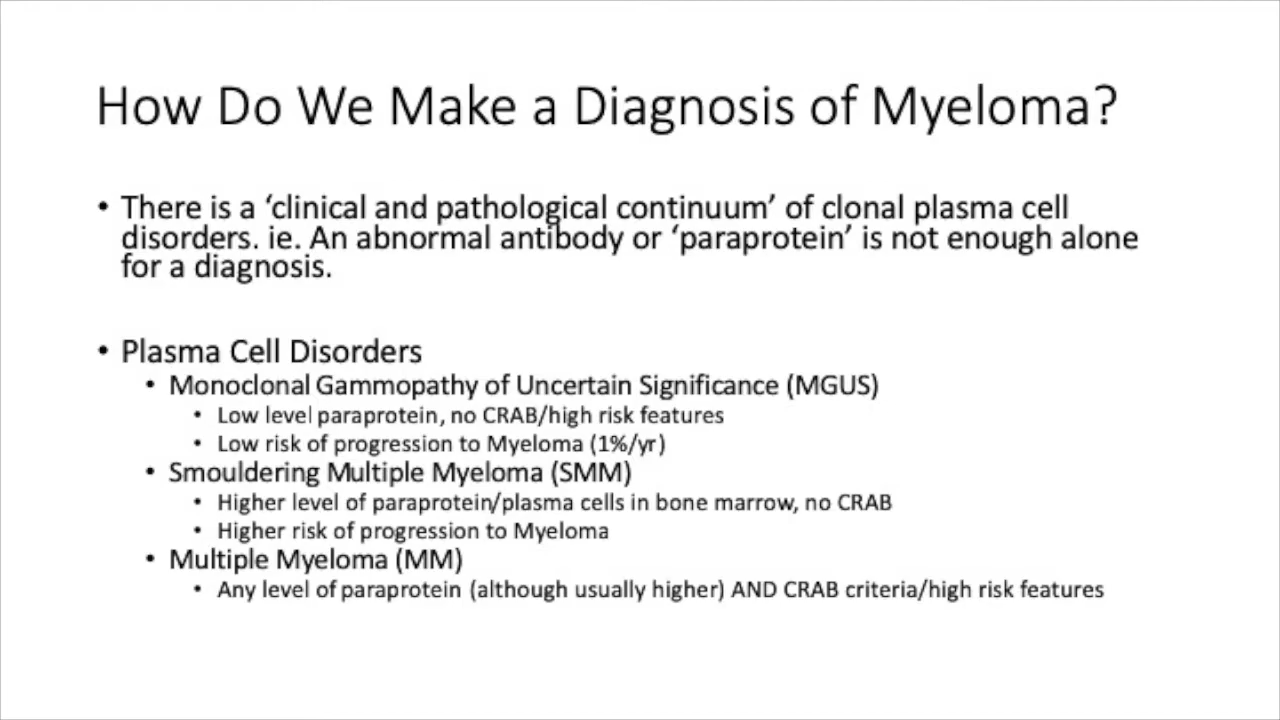 How Do We Make a Diagnosis of Myeloma?
• There is a ‘clinical and pathological continuum’ of clonal plasma cell
disorders. ie. An abnormal antibody or ‘paraprotein’ is not enough alone
for a diagnosis.
• Plasma Cell Disorders
• Monoclonal Gammopathy of Uncertain Significance (MGUS)
• Low level paraprotein, no CRAB/high risk features
• Low risk of progression to Myeloma (1%/yr)
• Smouldering Multiple Myeloma (SMM)
• Higher level of paraprotein/plasma cells in bone marrow, no CRAB
• Higher risk of progression to Myeloma
• Multiple Myeloma (MM)
• Any level of paraprotein (although usually higher) AND CRAB criteria/high risk features